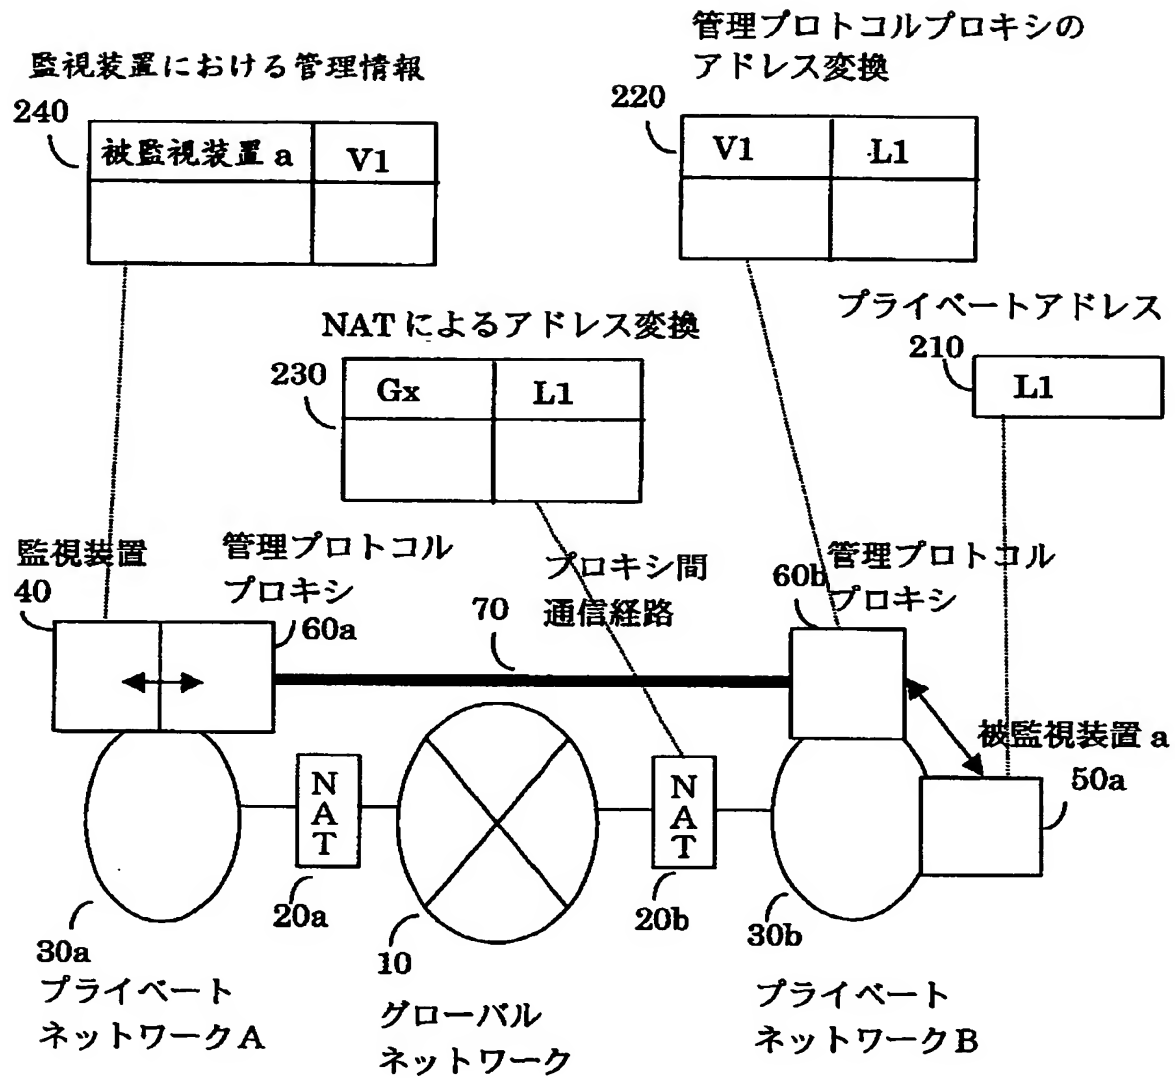 管理プロトコルプロキシの
アドレス変換
監視装置における管理情報
240
被監視装置 a
V1
220
V1
L1
プライベートアドレス
210
L1
NAT によるアドレス変換
230
Gx
L1
監視装置
40
管理プロトコル
プロキシ
60a
プロキシ間
通信経路
70
管理プロトコル
プロキシ
60b
被監視装置 a
50a
NAT
20a
NAT
20b
30a
プライベート
ネットワークA
10
グローバル
ネットワーク
30b
プライベート
ネットワークB